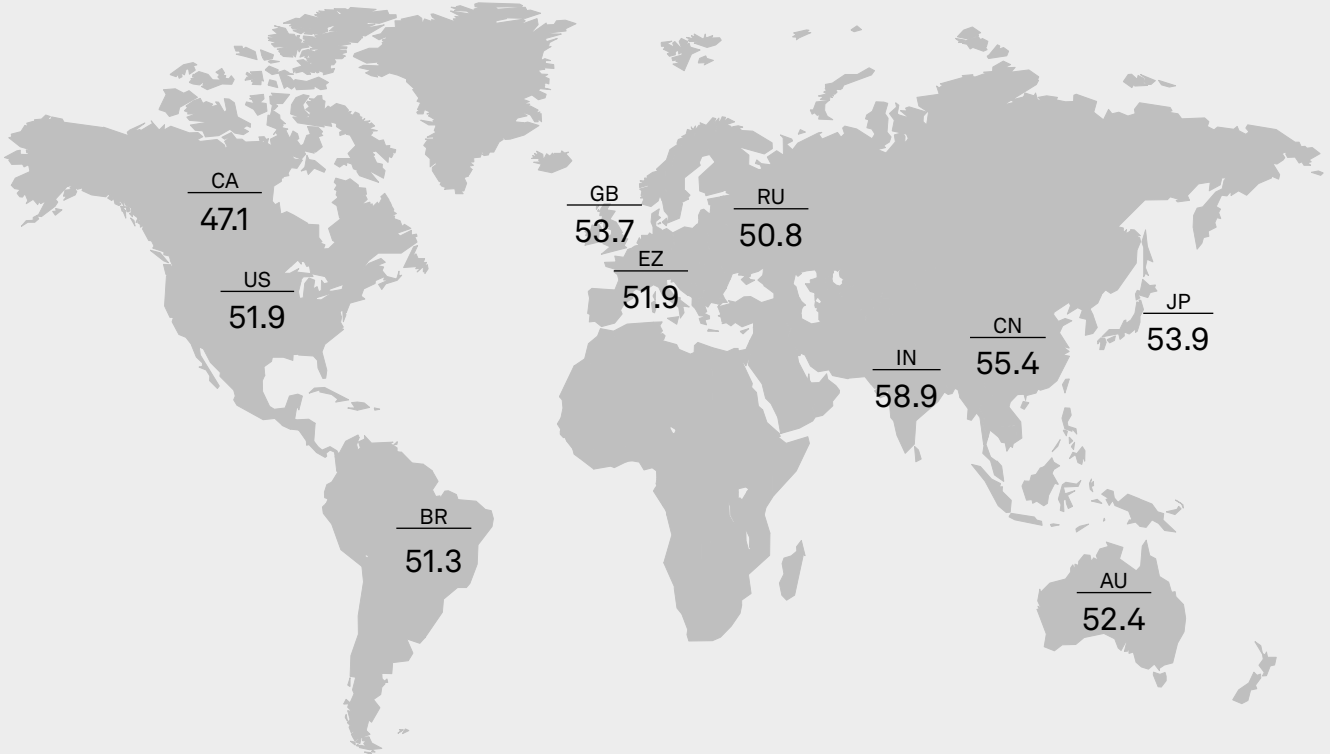 CA
47.1
US
51.9
BR
51.3
GB
53.7
EZ
51.9
RU
50.8
IN
58.9
CN
55.4
JP
53.9
AU
52.4